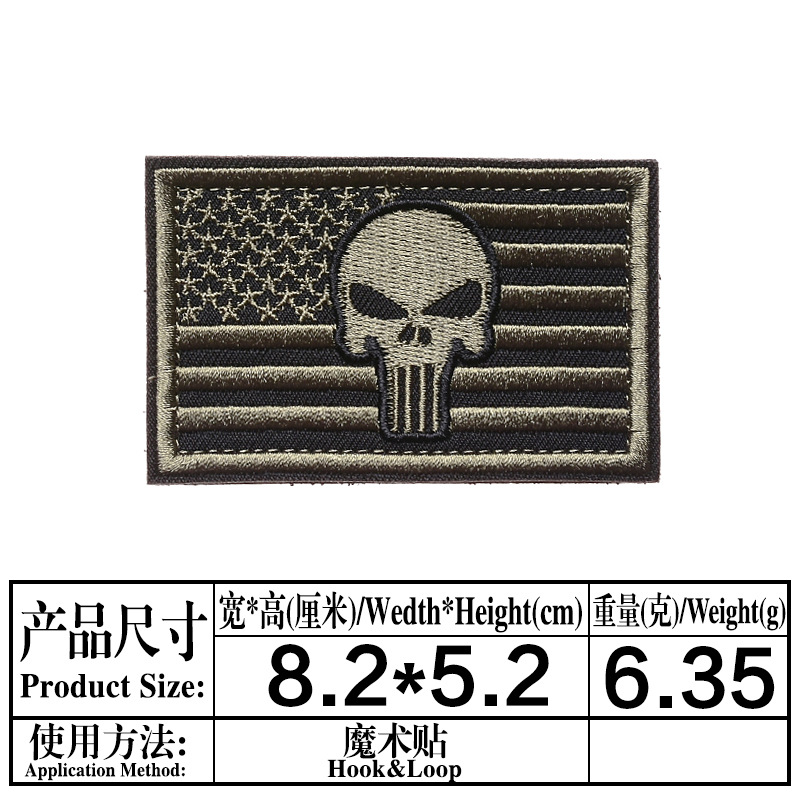 产品尺寸
Product Size:
宽*高(厘米)/Wedth*Height(cm)
8.2*5.2
重量(克)/Weight(g)
6.35
使用方法:
Application Method:
魔术贴
Hook&Loop